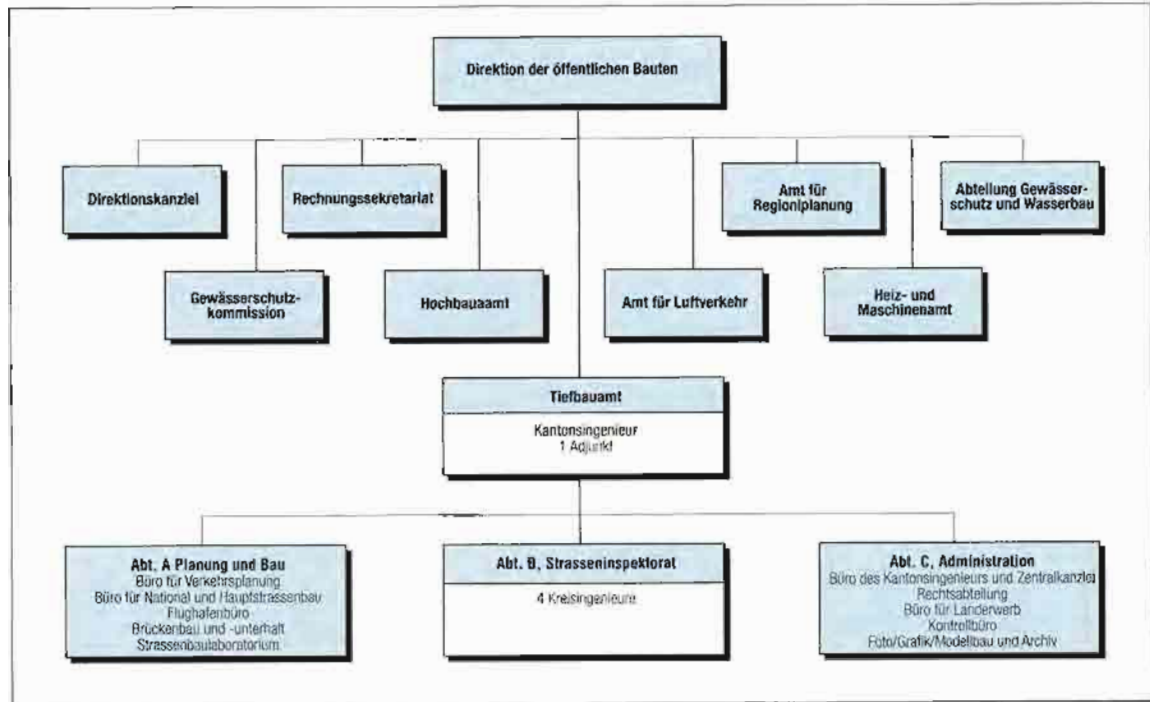 Direktion der öffentlichen Bauten
Direktionskanzlei
Rechnungssekretariat
Amt für
Regionlplanung
Abteilung Gewässer-
schutz und Wasserbau
Gewässerschutz-
kommission
Hochbauamt
Amt für Luftverkehr
Heiz- und
Maschinenamt
Tiefbauamt
Kantonsingenieur
1 Adjunkt
Abt. A Planung und Bau
Büro für Verkehrsplanung
Büro für National und Hauptstrassenbau
Flughafenbüro
Brückenbau und -unterhalt
Strassenbaulaboratorium
Abt. B, Strasseninspektorat
4 Kreisingenieure
Abt. C, Administration
Büro des Kantonsingenieurs und Zentralkanzlei
Rechtsabteilung
Büro für Landerwerb
Kontrollbüro
Foto/Grafik/Modellbau und Archiv